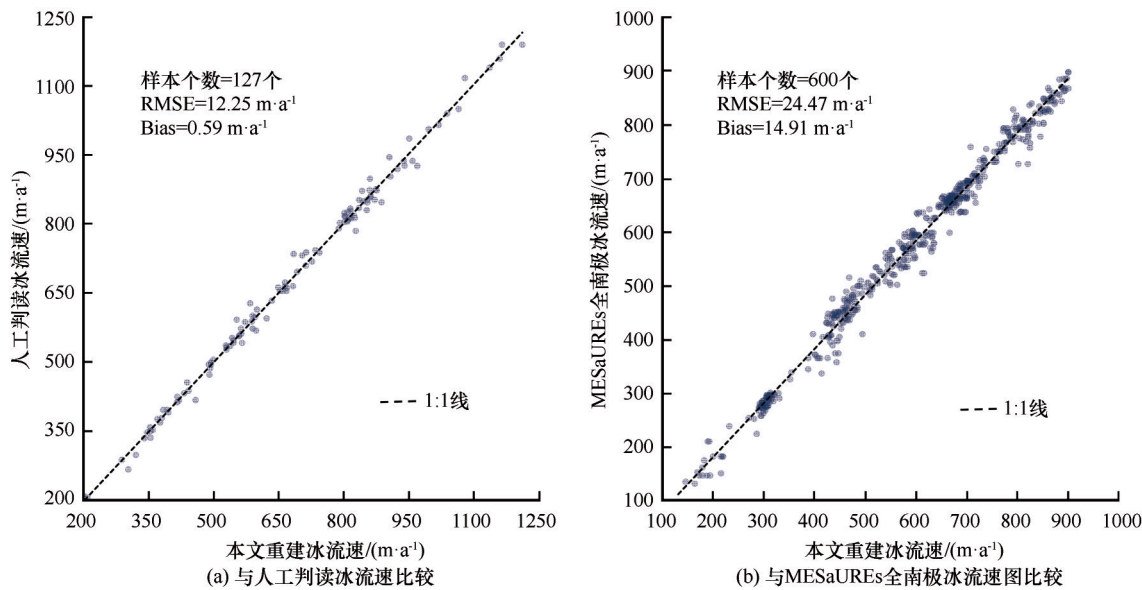 1250
1100
950
800
650
500
350
200
人工判读冰流速/(m·a⁻¹)
样本个数=127个
RMSE=12.25 m·a⁻¹
Bias=0.59 m·a⁻¹
1:1线
200 350 500 650 800 950 1100 1250
本文重建冰流速/(m·a⁻¹)
(a) 与人工判读冰流速比较
1000
900
800
700
600
500
400
300
200
100
MESaUREs全南极冰流速/(m·a⁻¹)
样本个数=600个
RMSE=24.47 m·a⁻¹
Bias=14.91 m·a⁻¹
1:1线
100 200 300 400 500 600 700 800 900 1000
本文重建冰流速/(m·a⁻¹)
(b) 与MESaUREs全南极冰流速图比较